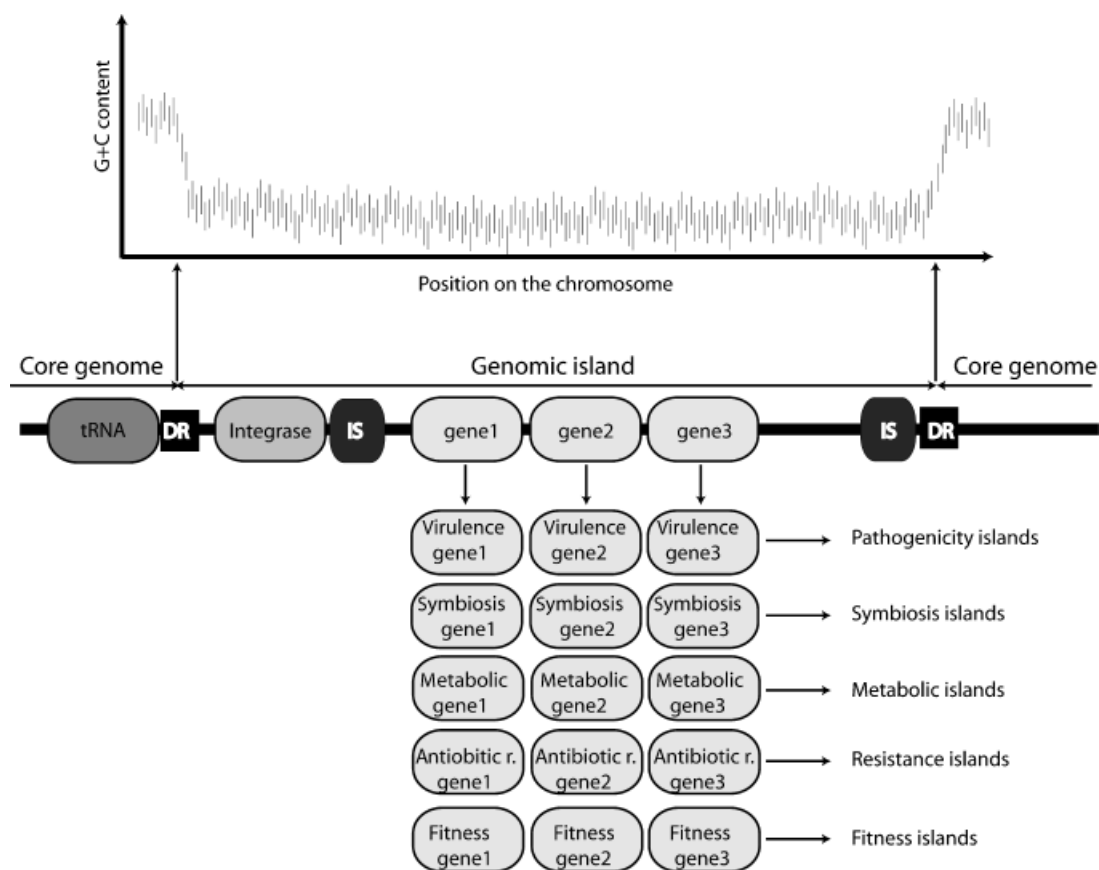 G+C content
Position on the chromosome
Core genome
Genomic island
Core genome
tRNA
DR
Integrase
IS
gene1
gene2
gene3
IS
DR
Virulence
gene1
Virulence
gene2
Virulence
gene3
Pathogenicity islands
Symbiosis
gene1
Symbiosis
gene2
Symbiosis
gene3
Symbiosis islands
Metabolic
gene1
Metabolic
gene2
Metabolic
gene3
Metabolic islands
Antiobitic r.
gene1
Antibiotic r.
gene2
Antibiotic r.
gene3
Resistance islands
Fitness
gene1
Fitness
gene2
Fitness
gene3
Fitness islands